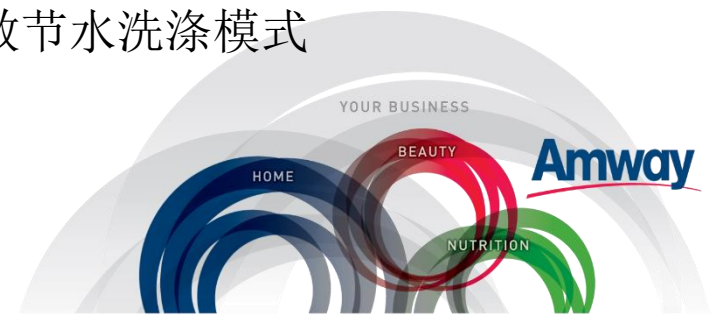 节水洗涤模式
YOUR BUSINESS
BEAUTY
Amway
HOME
NUTRITION